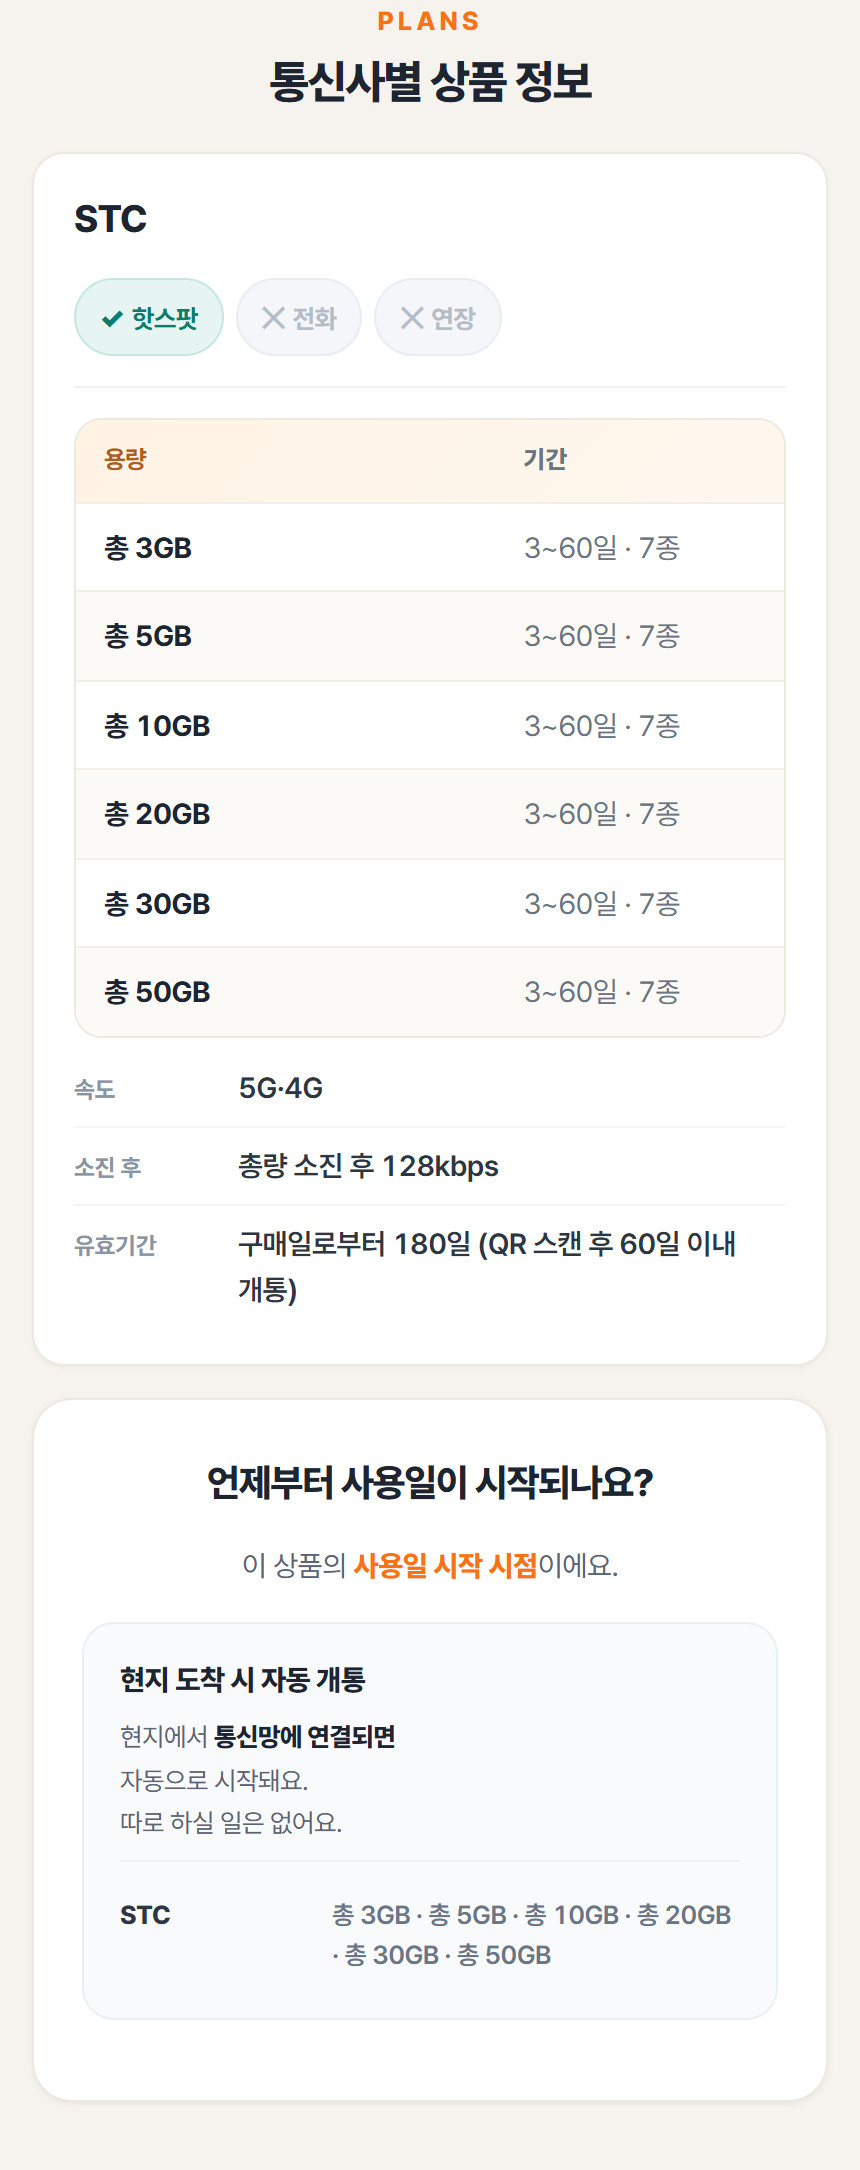 PLANS
통신사별 상품 정보
STC
✓ 핫스팟 ✕ 전화 ✕ 연장
용량 기간
총 3GB 3~60일 · 7종
총 5GB 3~60일 · 7종
총 10GB 3~60일 · 7종
총 20GB 3~60일 · 7종
총 30GB 3~60일 · 7종
총 50GB 3~60일 · 7종
속도 5G·4G
소진 후 총량 소진 후 128kbps
유효기간 구매일로부터 180일 (QR 스캔 후 60일 이내
개통)
언제부터 사용일이 시작되나요?
이 상품의 사용일 시작 시점이에요.
현지 도착 시 자동 개통
현지에서 통신망에 연결되면
자동으로 시작돼요.
따로 하실 일은 없어요.
STC 총 3GB · 총 5GB · 총 10GB · 총 20GB
· 총 30GB · 총 50GB